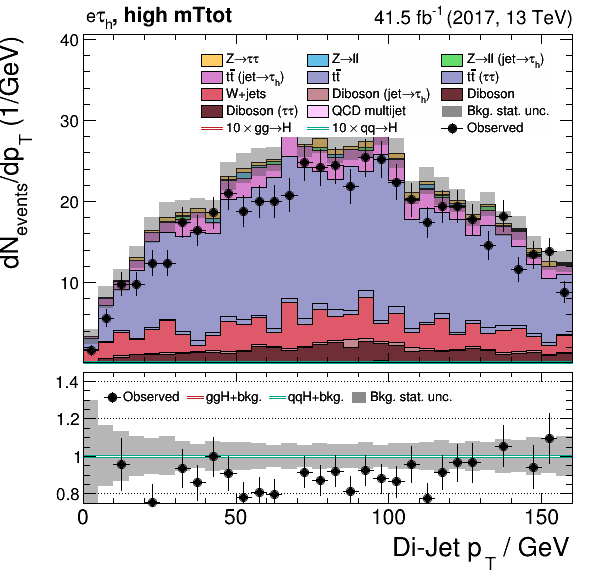 eτh, high mTtot 41.5 fb-1 (2017, 13 TeV)
dNevents/dpT (1/GeV)
40
30
20
10
Z→ττ Z→ll Z→ll (jet→τh)
tt̄ (jet→τh) tt̄ tt̄ (ττ)
W+jets Diboson (jet→τh) Diboson
Diboson (ττ) QCD multijet Bkg. stat. unc.
10 × gg→H 10 × qq→H Observed
1.4
1.2
1
0.8
Observed ggH+bkg. qqH+bkg. Bkg. stat. unc.
0 50 100 150
Di-Jet pT / GeV